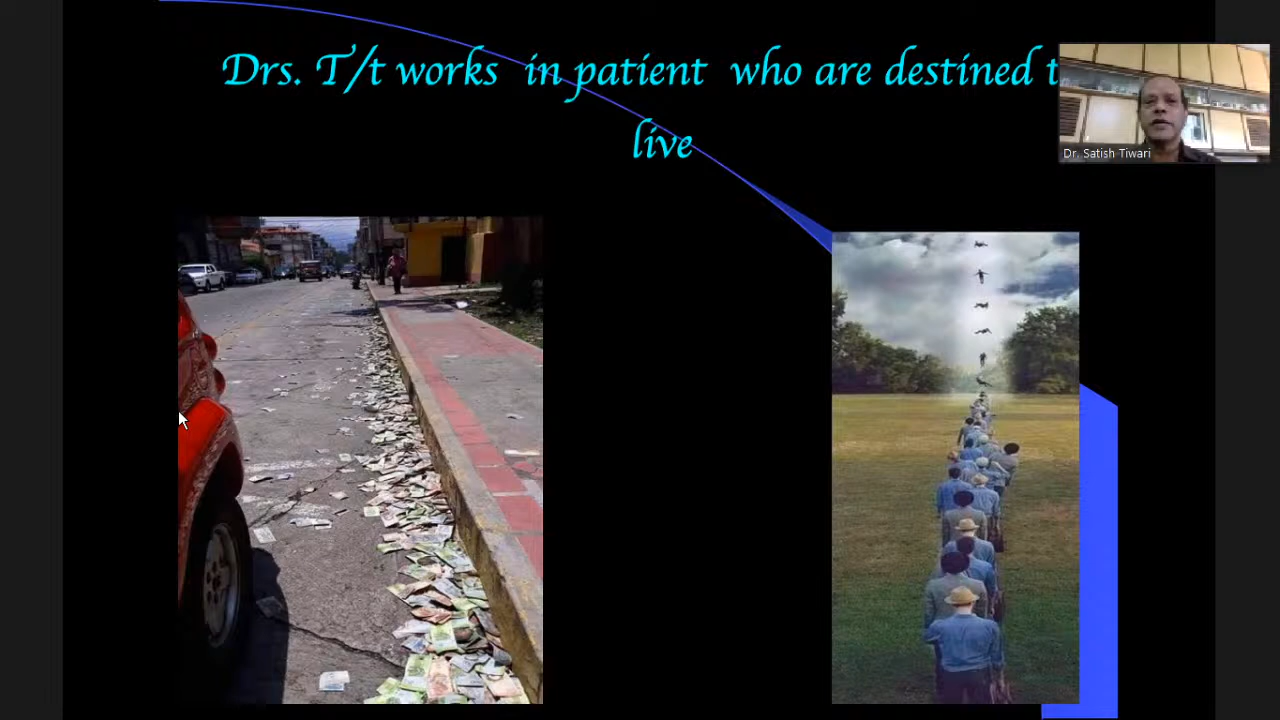 Drs. T/t works in patient who are destined
live
Dr. Satish Tiwari